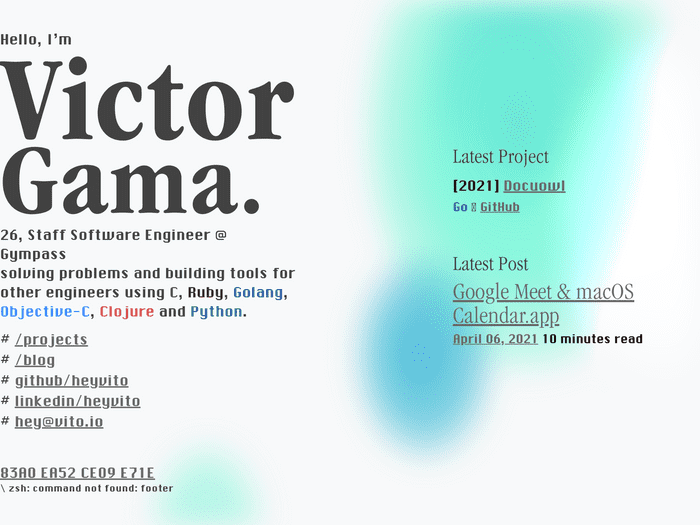 Hello, I'm
Victor
Gama.
26, Staff Software Engineer @
Gympass
solving problems and building tools for
other engineers using C, Ruby, Golang,
Objective-C, Clojure and Python.
# /projects
# /blog
# github/heyvito
# linkedin/heyvito
# hey@vito.io
83A0 EA52 CE09 E71E
\ zsh: command not found: footer
Latest Project
[2021] Docuowl
Go GitHub
Latest Post
Google Meet & macOS
Calendar.app
April 06, 2021 10 minutes read